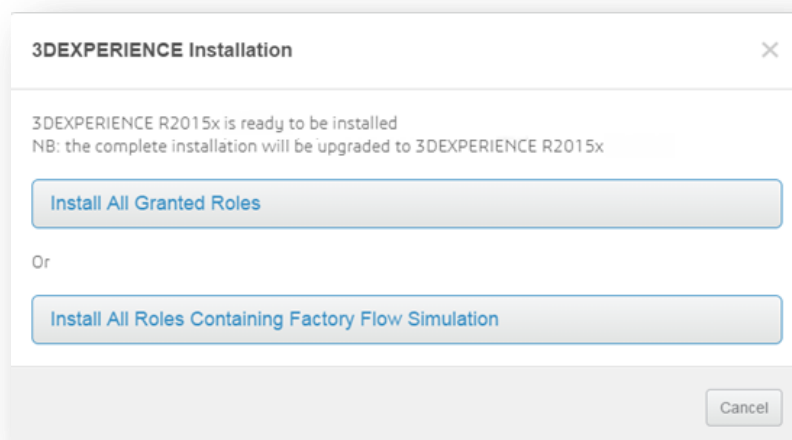 3DEXPERIENCE Installation
3DEXPERIENCE R2015x is ready to be installed
NB: the complete installation will be upgraded to 3DEXPERIENCE R2015x
Install All Granted Roles
Or
Install All Roles Containing Factory Flow Simulation
Cancel